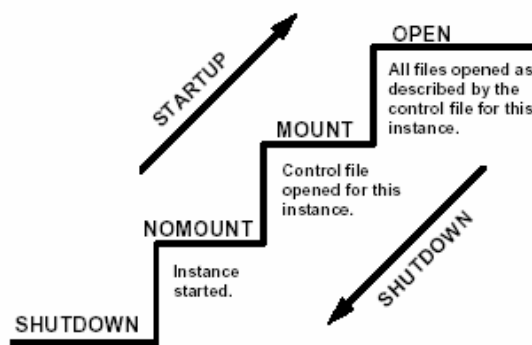 OPEN
All files opened as
described by the
control file for this
instance.
STARTUP
MOUNT
Control file
opened for this
instance.
NOMOUNT
Instance
started.
SHUTDOWN
SHUTDOWN